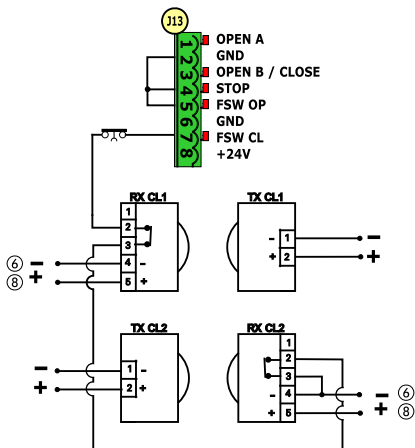 J13
1 OPEN A
2 GND
3 OPEN B / CLOSE
4 STOP
5 FSW OP
6 GND
7 FSW CL
8 +24V
RX CL1
1
2
3
4 -
5 +
6 -
8 +
TX CL1
- 1 -
+ 2 +
TX CL2
- 1 -
+ 2 +
RX CL2
1
2
3
- 4
+ 5
- 6
+ 8